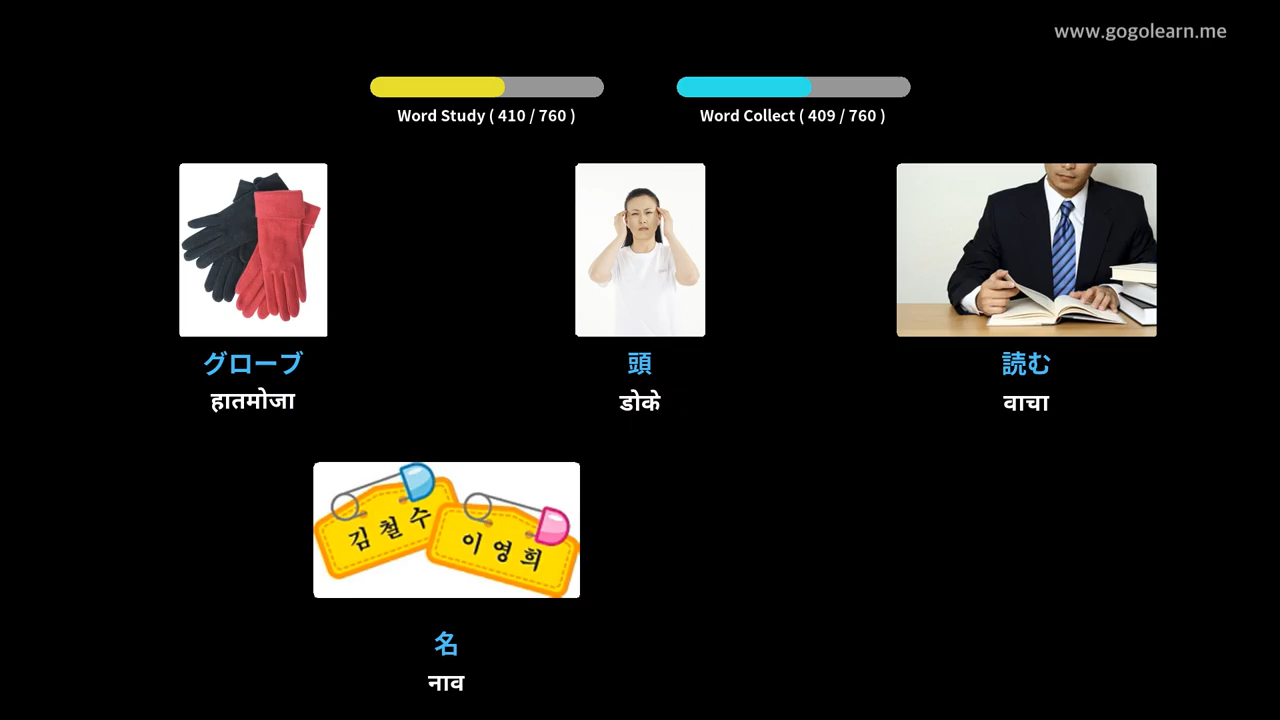 www.gogolearn.me
Word Study ( 410 / 760 )
Word Collect ( 409 / 760 )
グローブ
हातमोजा
頭
डोके
読む
वाचा
김철수
이영희
名
नाव